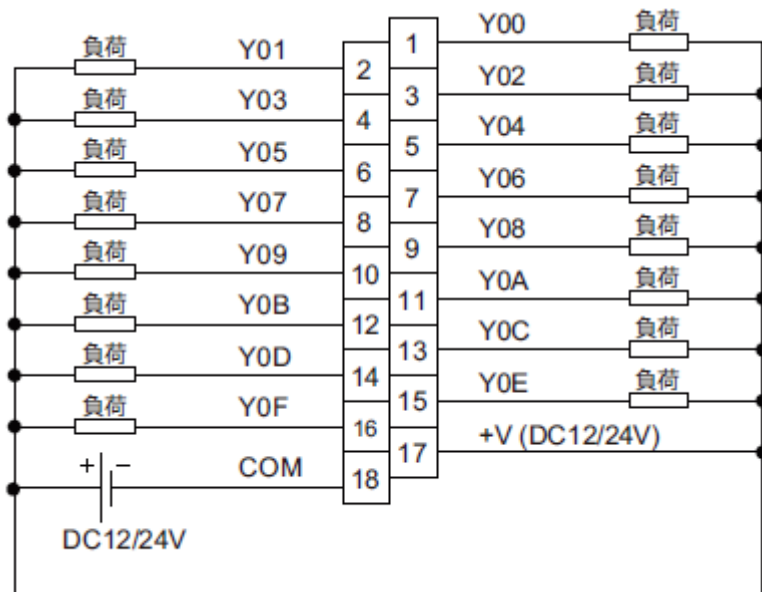 負荷 Y01 2 1 Y00 負荷
負荷 Y03 4 3 Y02 負荷
負荷 Y05 6 5 Y04 負荷
負荷 Y07 8 7 Y06 負荷
負荷 Y09 10 9 Y08 負荷
負荷 Y0B 12 11 Y0A 負荷
負荷 Y0D 14 13 Y0C 負荷
負荷 Y0F 16 15 Y0E 負荷
+ − COM 18 17 +V (DC12/24V)
DC12/24V